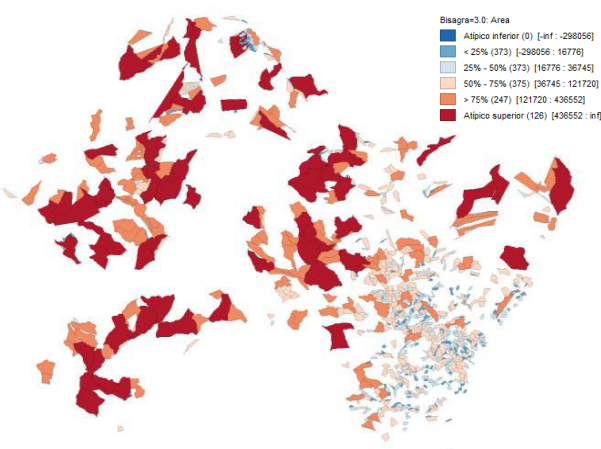 Bisagra=3.0: Area
Atípico inferior (0) [-inf : -298056]
< 25% (373) [-298056 : 16776]
25% - 50% (373) [16776 : 36745]
50% - 75% (375) [36745 : 121720]
> 75% (247) [121720 : 436552]
Atípico superior (126) [436552 : inf]